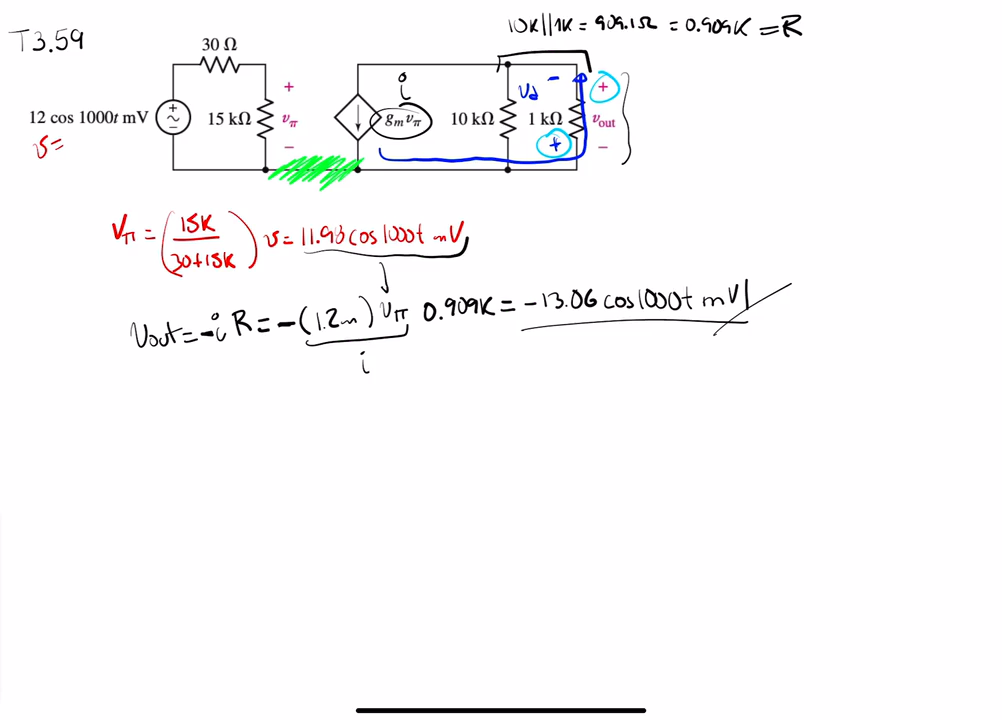 T3.59
10K||1K = 909.1Ω = 0.909K = R
30 Ω
12 cos 1000t mV
v=
15 kΩ
+
vπ
−
i
gmvπ
10 kΩ
vd
−
1 kΩ
+
+
vout
−
Vπ = (15K / 30+15K) v = 11.98 cos 1000t mV
Vout = -i R = -(1.2m) vπ 0.909K = -13.06 cos 1000t mV
i